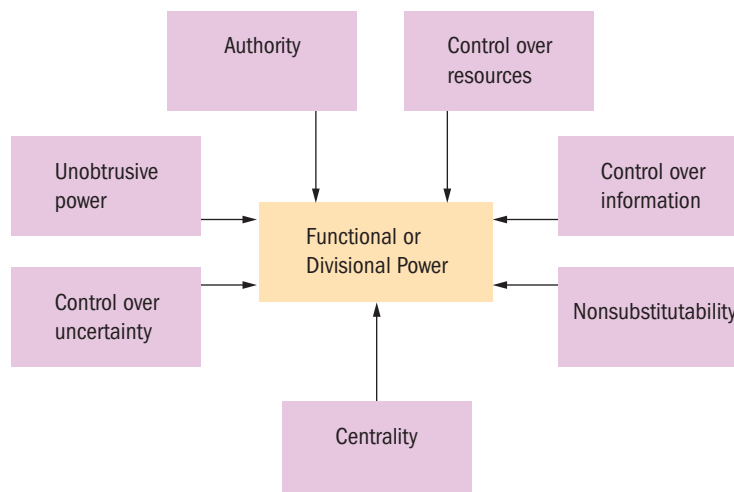 Authority
Control over
resources
Unobtrusive
power
Control over
information
Functional or
Divisional Power
Control over
uncertainty
Nonsubstitutability
Centrality